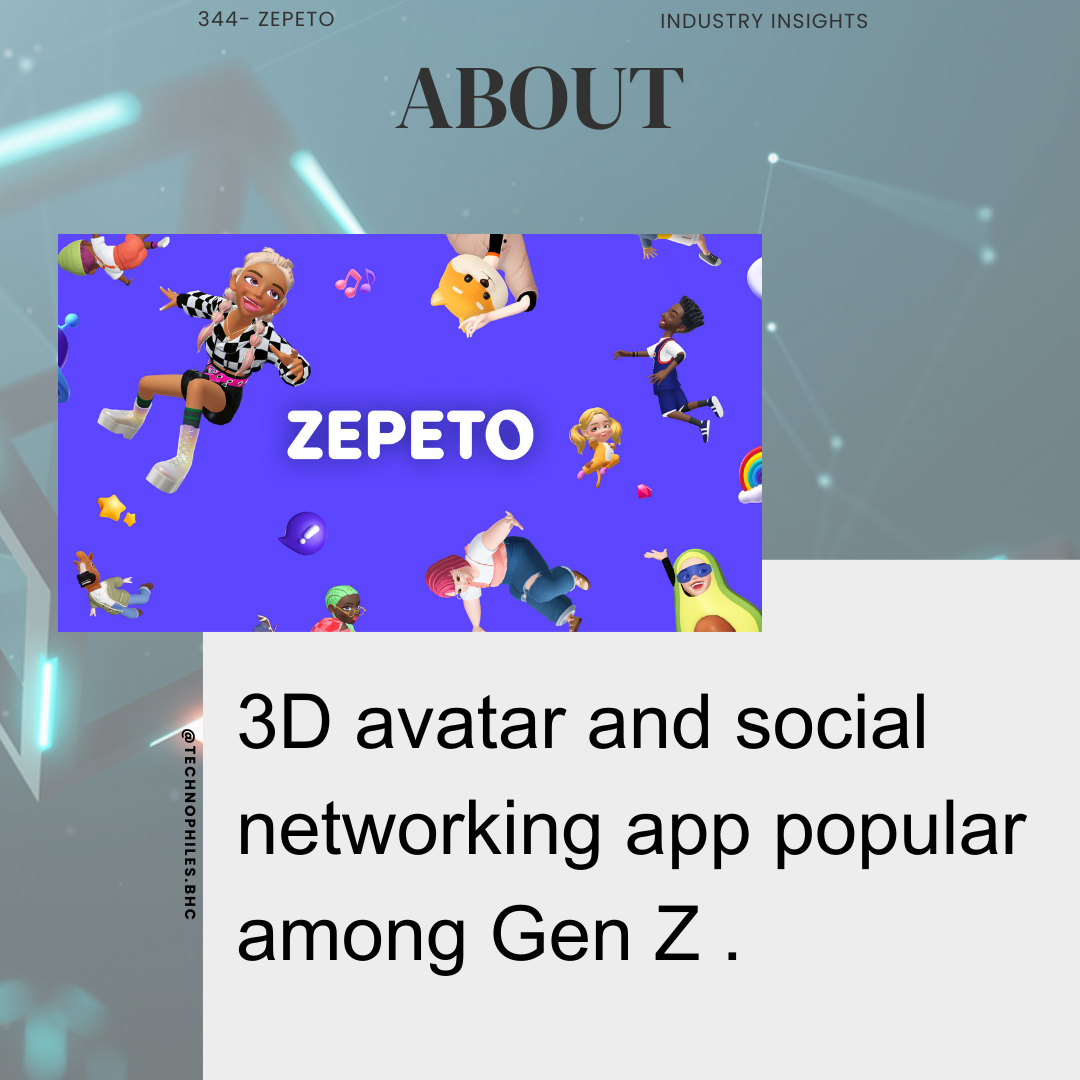 344- ZEPETO
INDUSTRY INSIGHTS
ABOUT
ZEPETO
3D avatar and social
networking app popular
among Gen Z .
@TECHNOPHILES.BHC